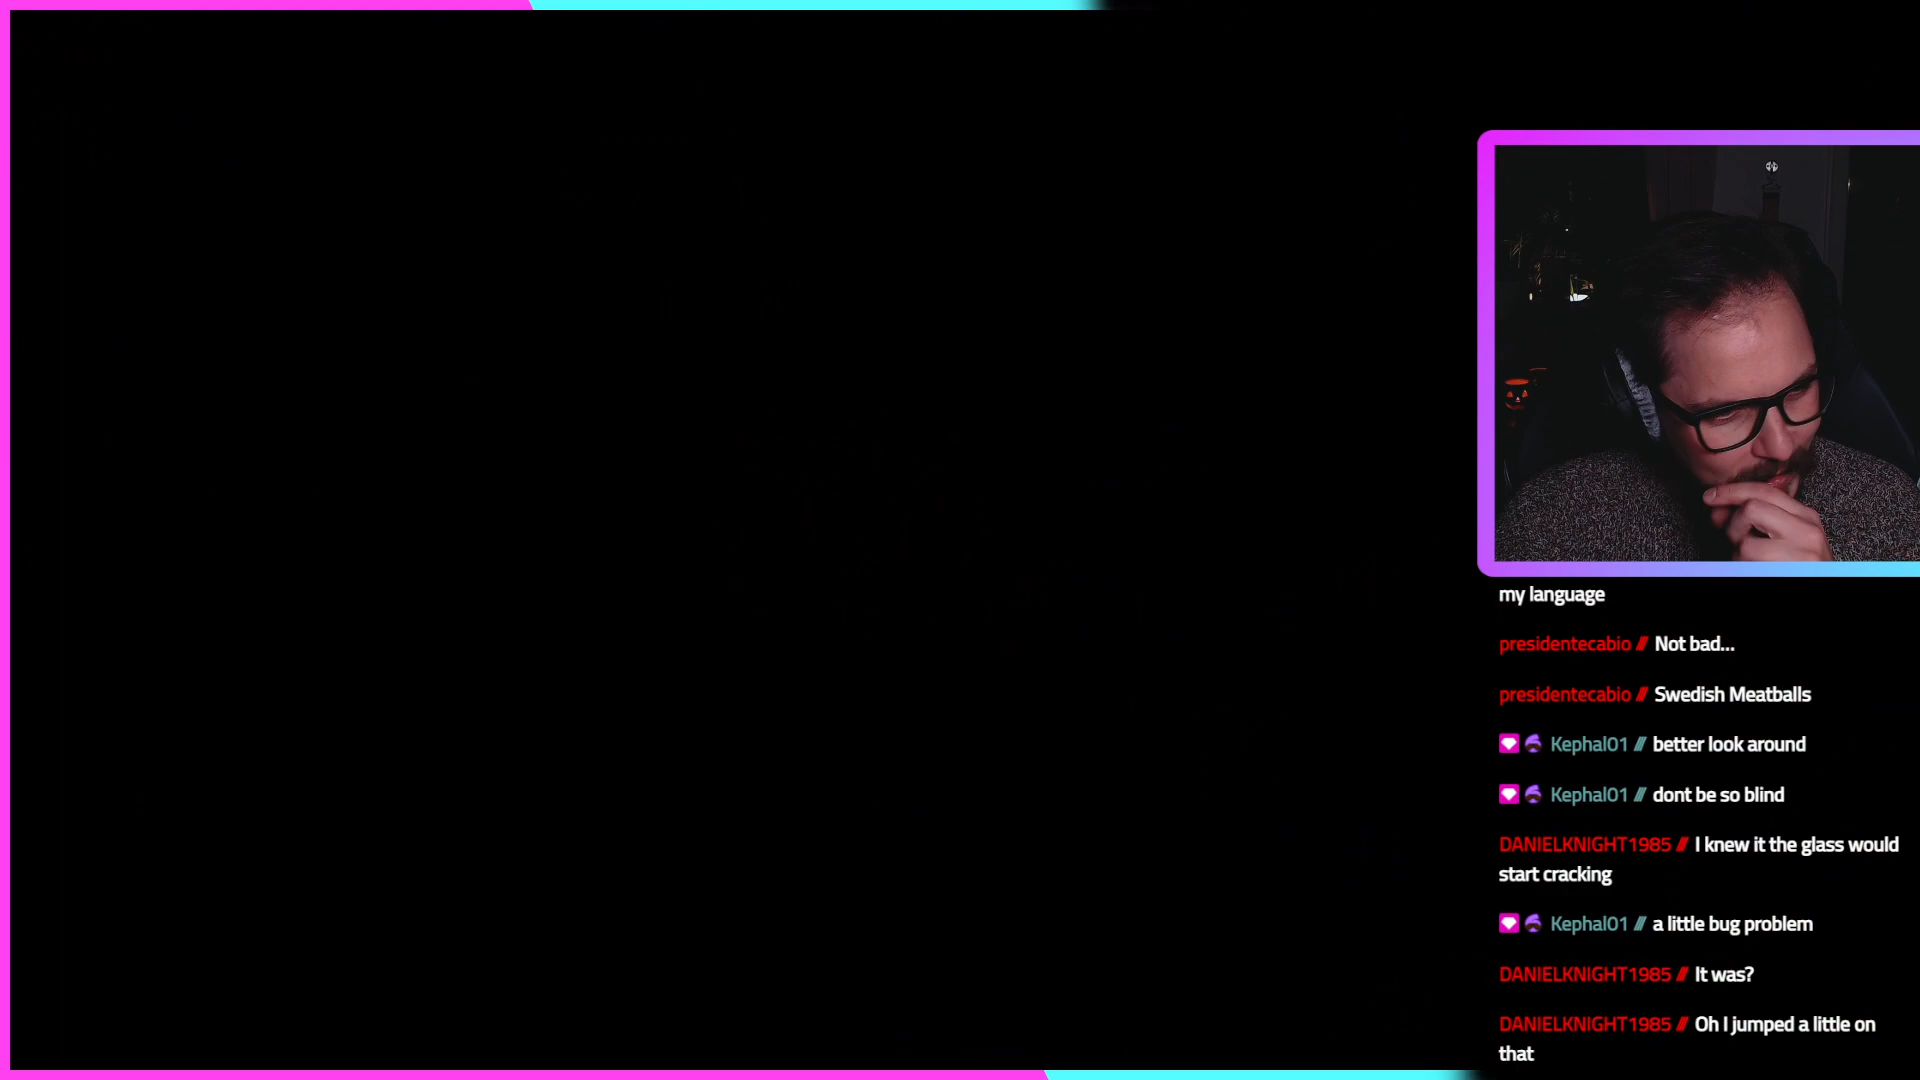 my language
presidentecabio /// Not bad...
presidentecabio /// Swedish Meatballs
Kephal01 /// better look around
Kephal01 /// dont be so blind
DANIELKNIGHT1985 /// I knew it the glass would
start cracking
Kephal01 /// a little bug problem
DANIELKNIGHT1985 /// It was?
DANIELKNIGHT1985 /// Oh I jumped a little on
that